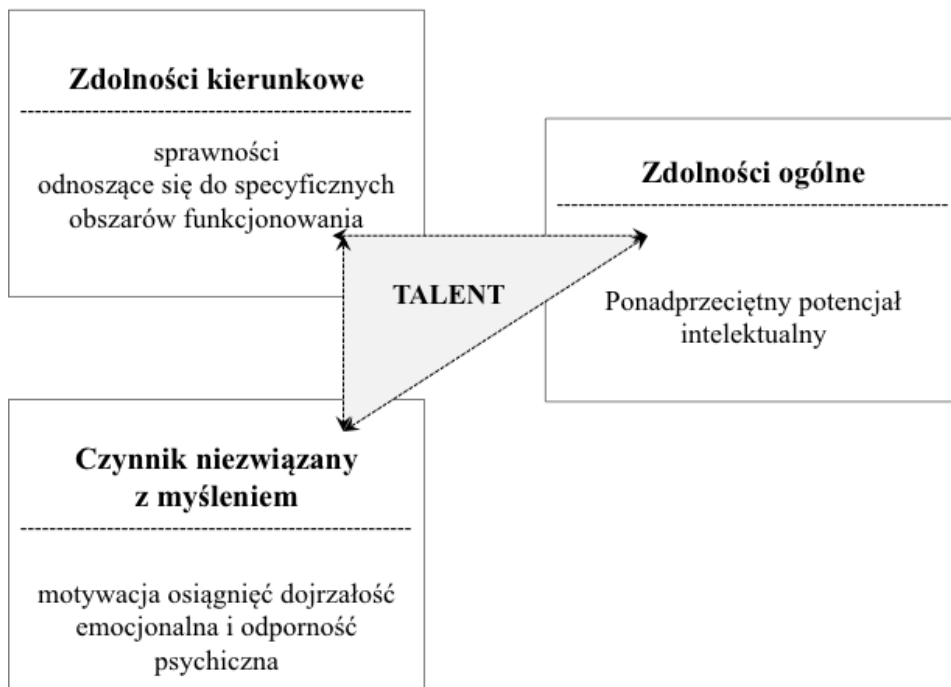 Zdolności kierunkowe
sprawności
odnoszące się do specyficznych
obszarów funkcjonowania
Zdolności ogólne
Ponadprzeciętny potencjał
intelektualny
TALENT
Czynnik niezwiązany
z myśleniem
motywacja osiągnięć dojrzałość
emocjonalna i odporność
psychiczna